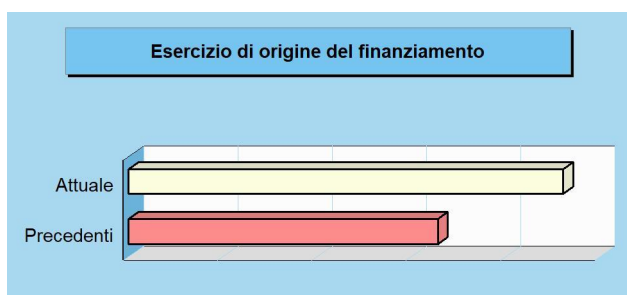 Esercizio di origine del finanziamento
Attuale
Precedenti